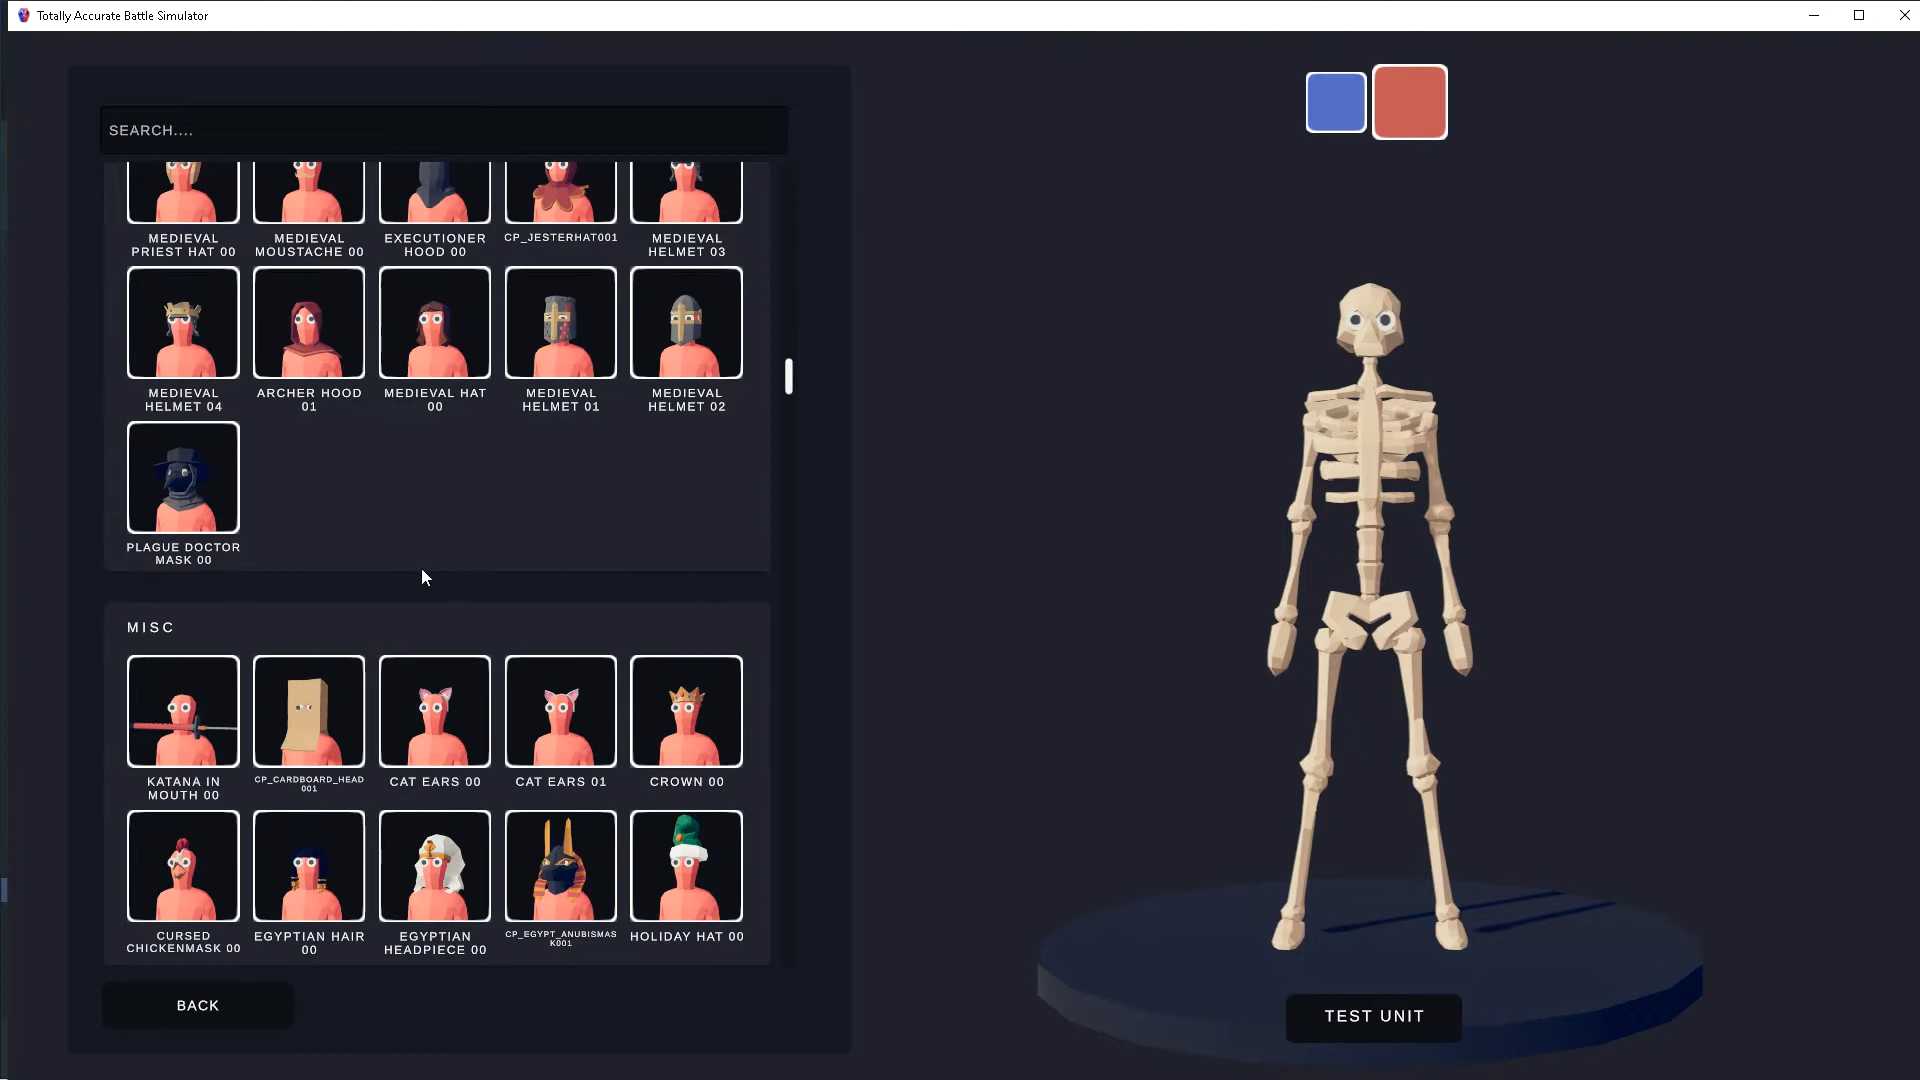 Totally Accurate Battle Simulator
SEARCH....
MEDIEVAL
PRIEST HAT 00
MEDIEVAL
MOUSTACHE 00
EXECUTIONER
HOOD 00
CP_JESTERHAT001
MEDIEVAL
HELMET 03
MEDIEVAL
HELMET 04
ARCHER HOOD
01
MEDIEVAL HAT
00
MEDIEVAL
HELMET 01
MEDIEVAL
HELMET 02
PLAGUE DOCTOR
MASK 00
MISC
KATANA IN
MOUTH 00
CP_CARDBOARD_HEAD
001
CAT EARS 00
CAT EARS 01
CROWN 00
CURSED
CHICKENMASK 00
EGYPTIAN HAIR
00
EGYPTIAN
HEADPIECE 00
CP_EGYPT_ANUBISMAS
K001
HOLIDAY HAT 00
BACK
TEST UNIT